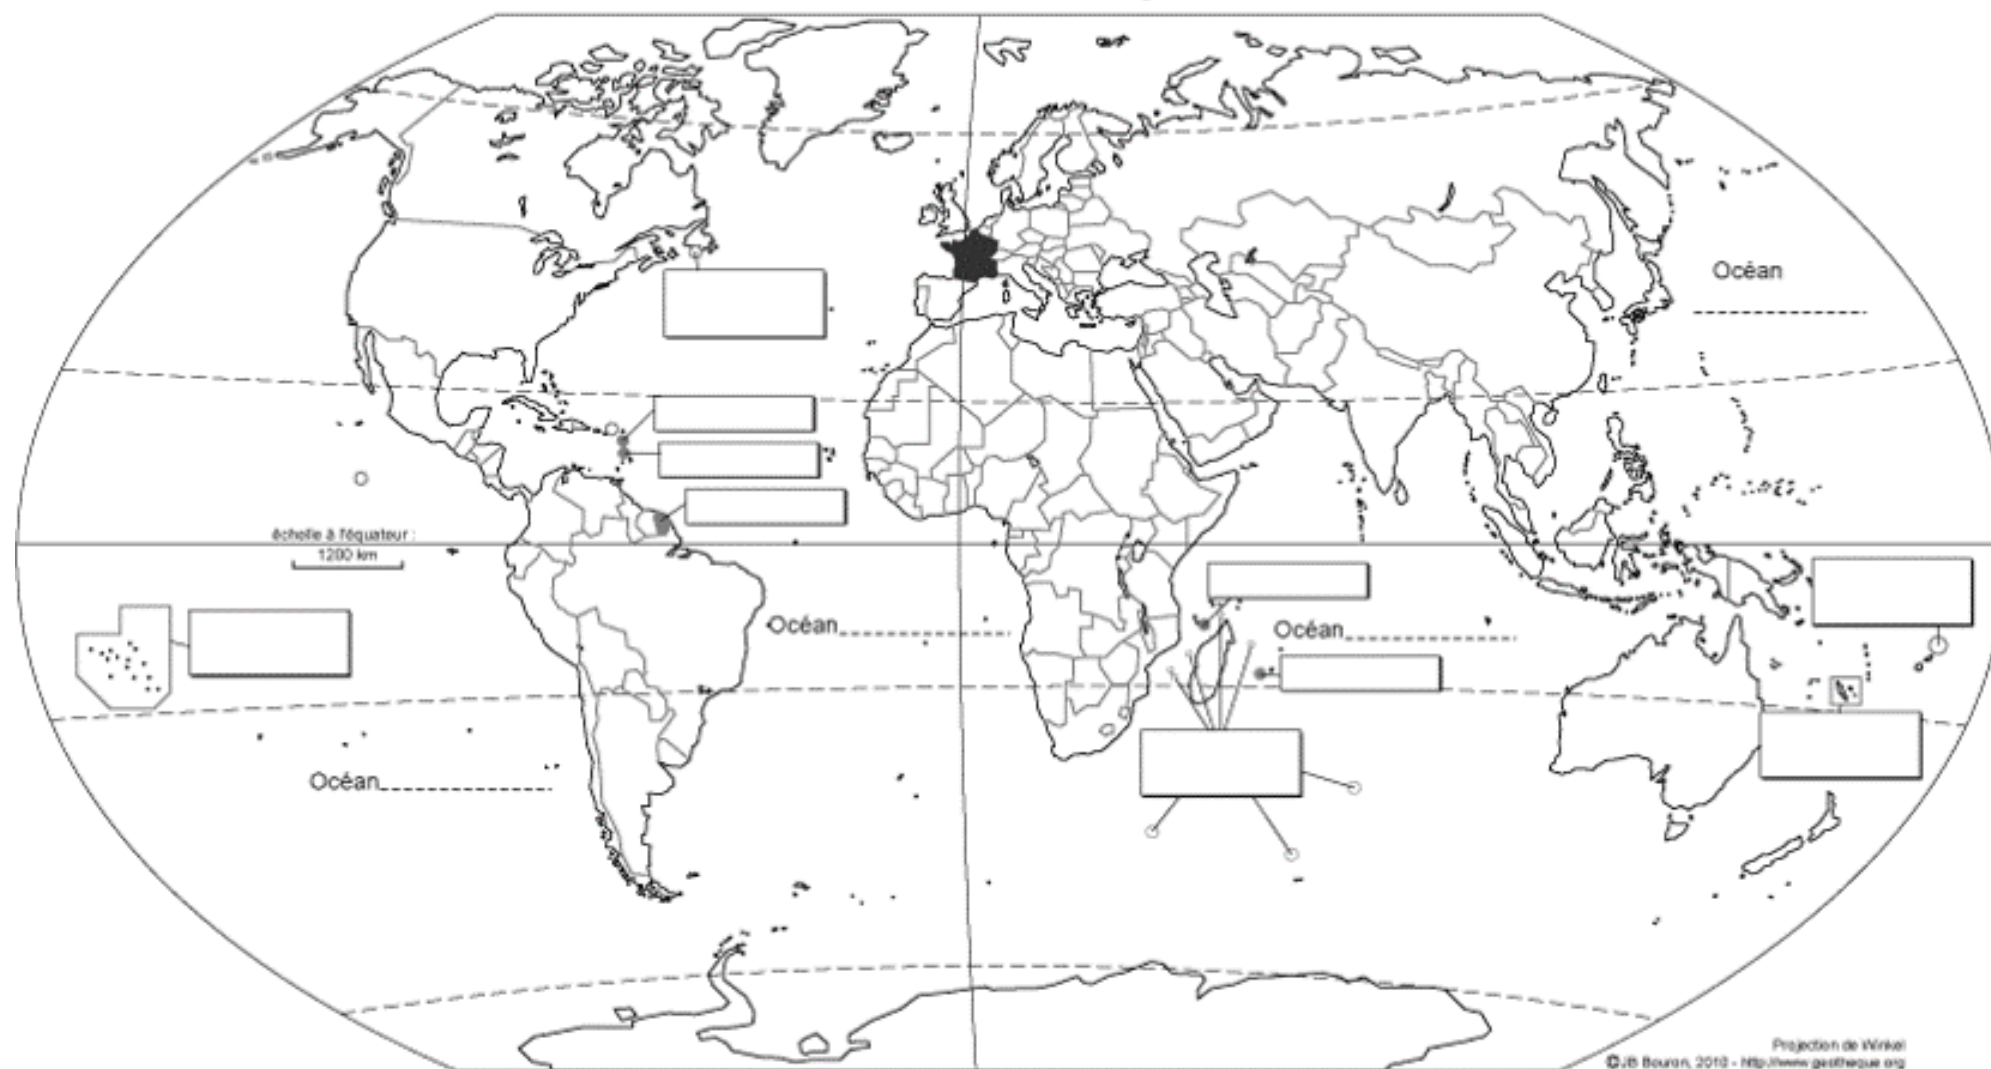 Océan
échelle à l'équateur :
1200 km
Océan
Océan
Océan
Projection de Winkel
©JB Bouron, 2010 - http://www.geotheque.org